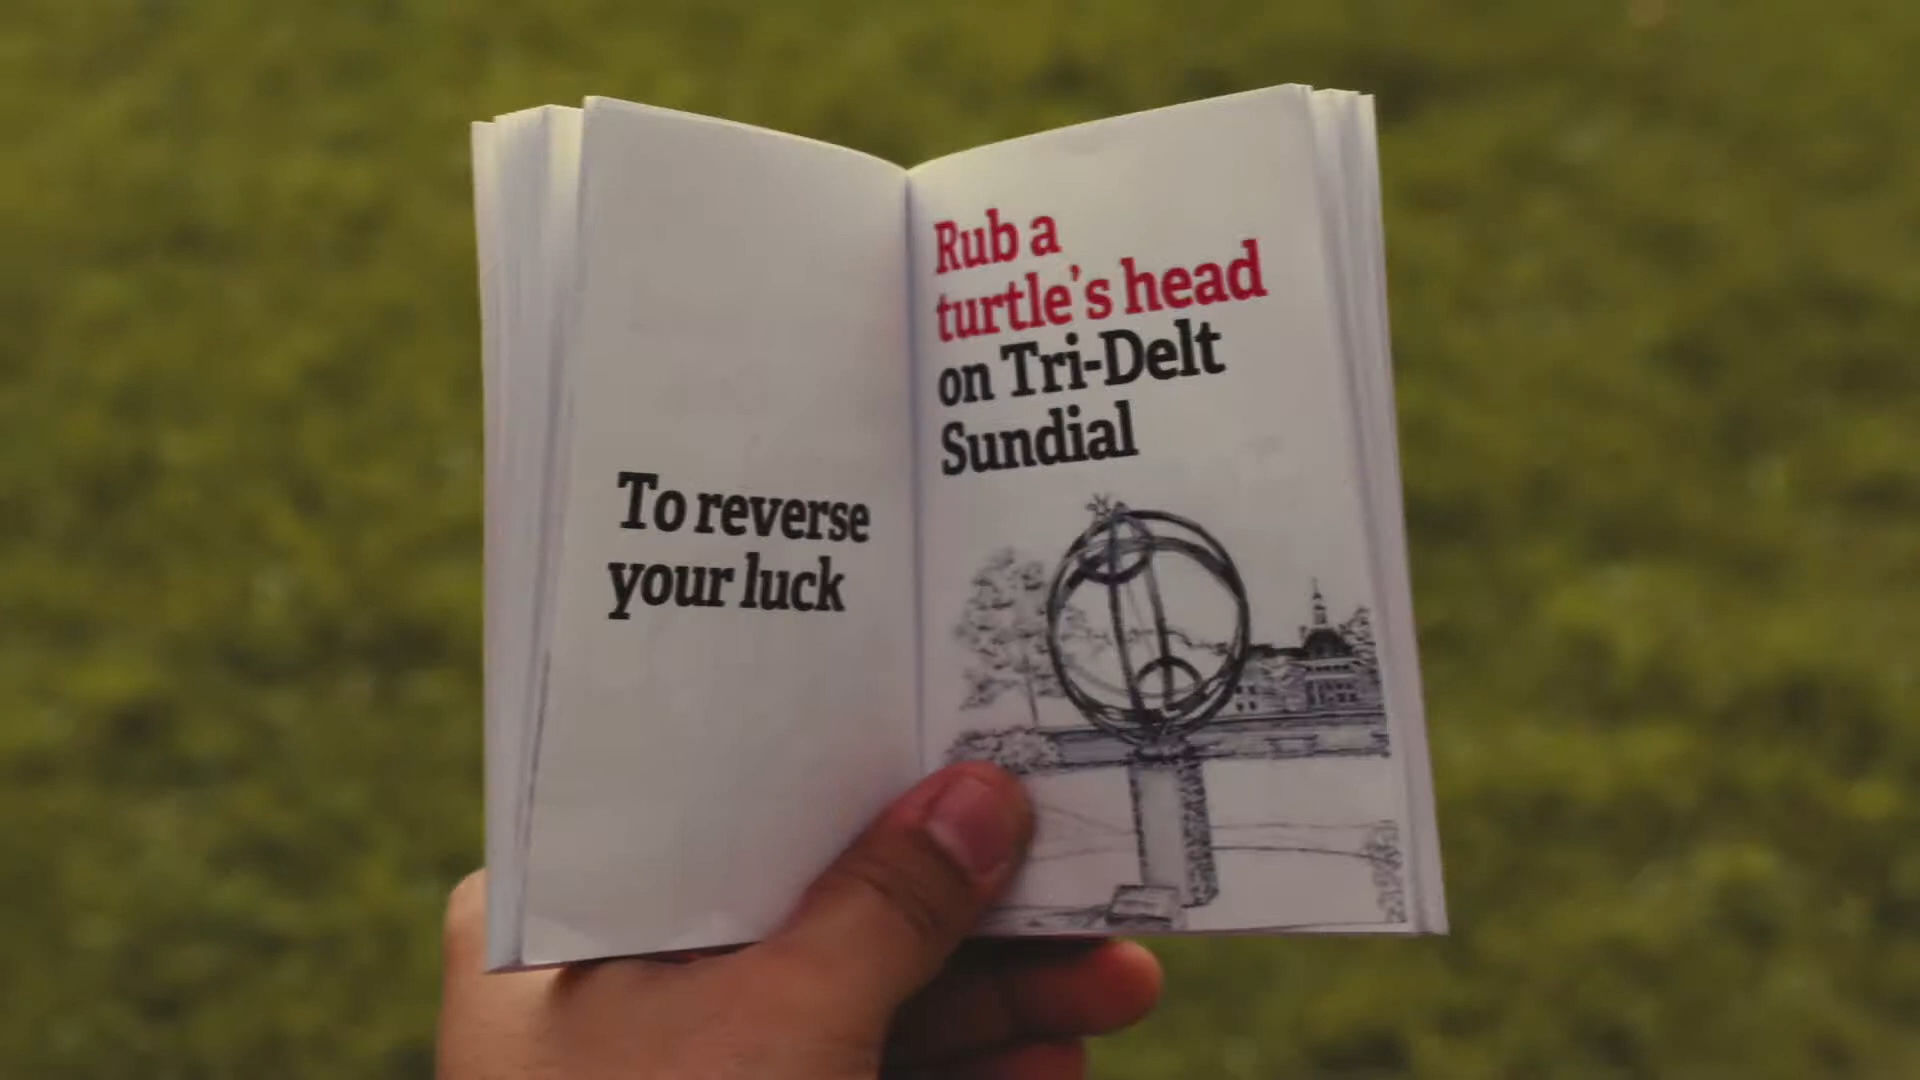 To reverse
your luck
Rub a
turtle's head
on Tri-Delt
Sundial